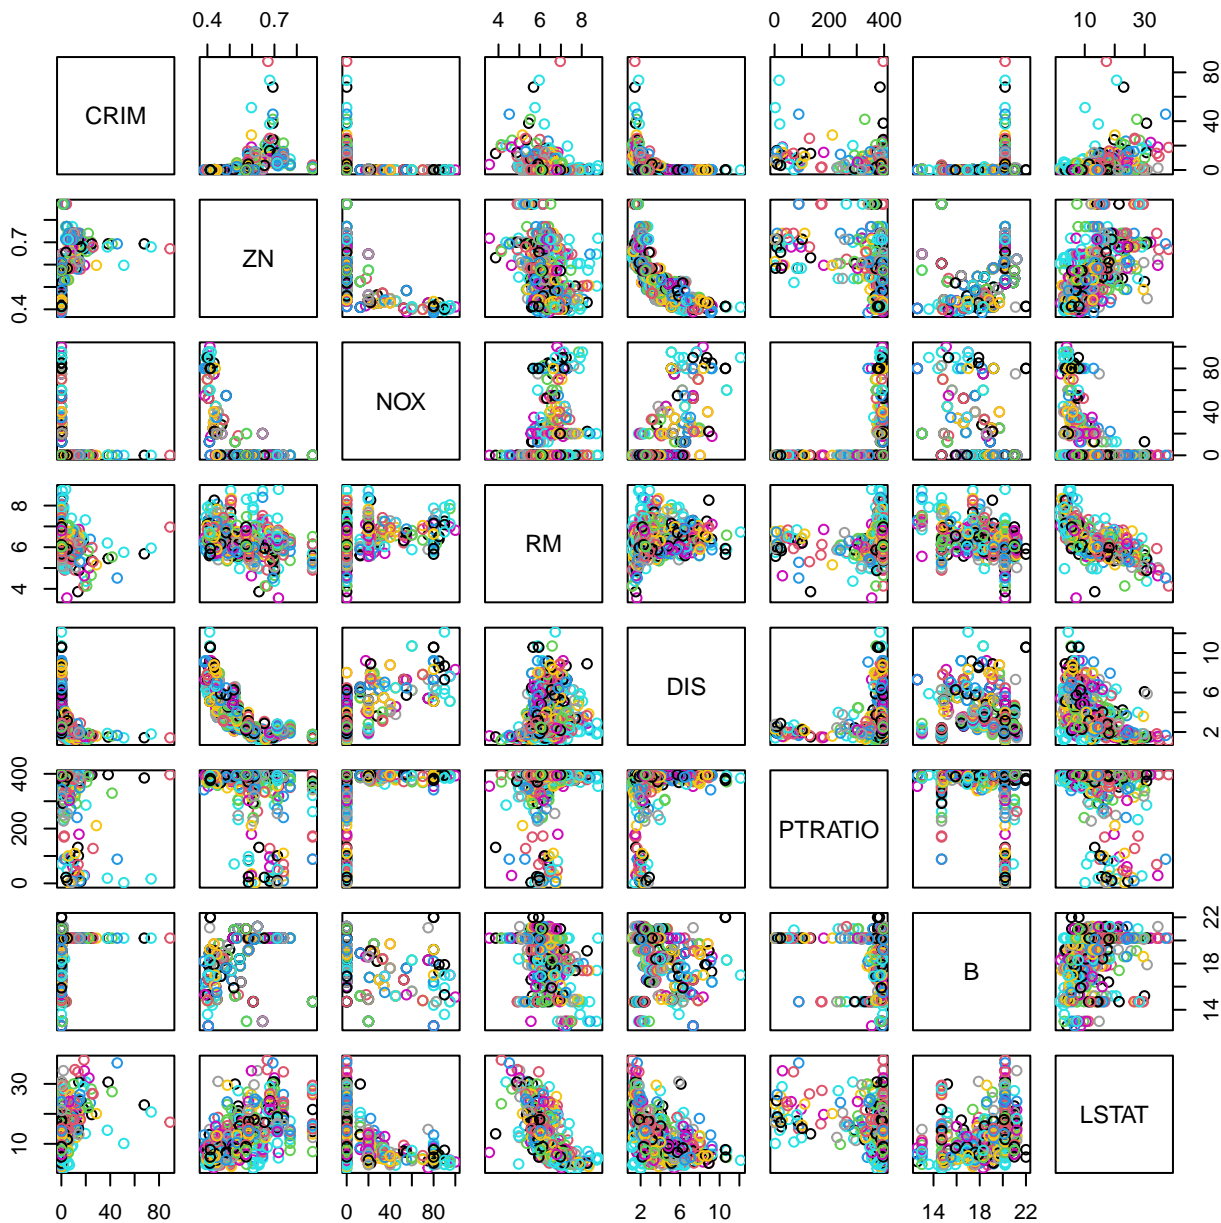 0.4 0.7 4 6 8 0 200 400 10 30
CRIM 0 40 80
0.4 0.7 ZN
NOX 0 40 80
4 6 8 RM
DIS 2 6 10
0 200 400 PTRATIO
B 14 18 22
10 30 LSTAT
0 40 80 0 40 80 2 6 10 14 18 22